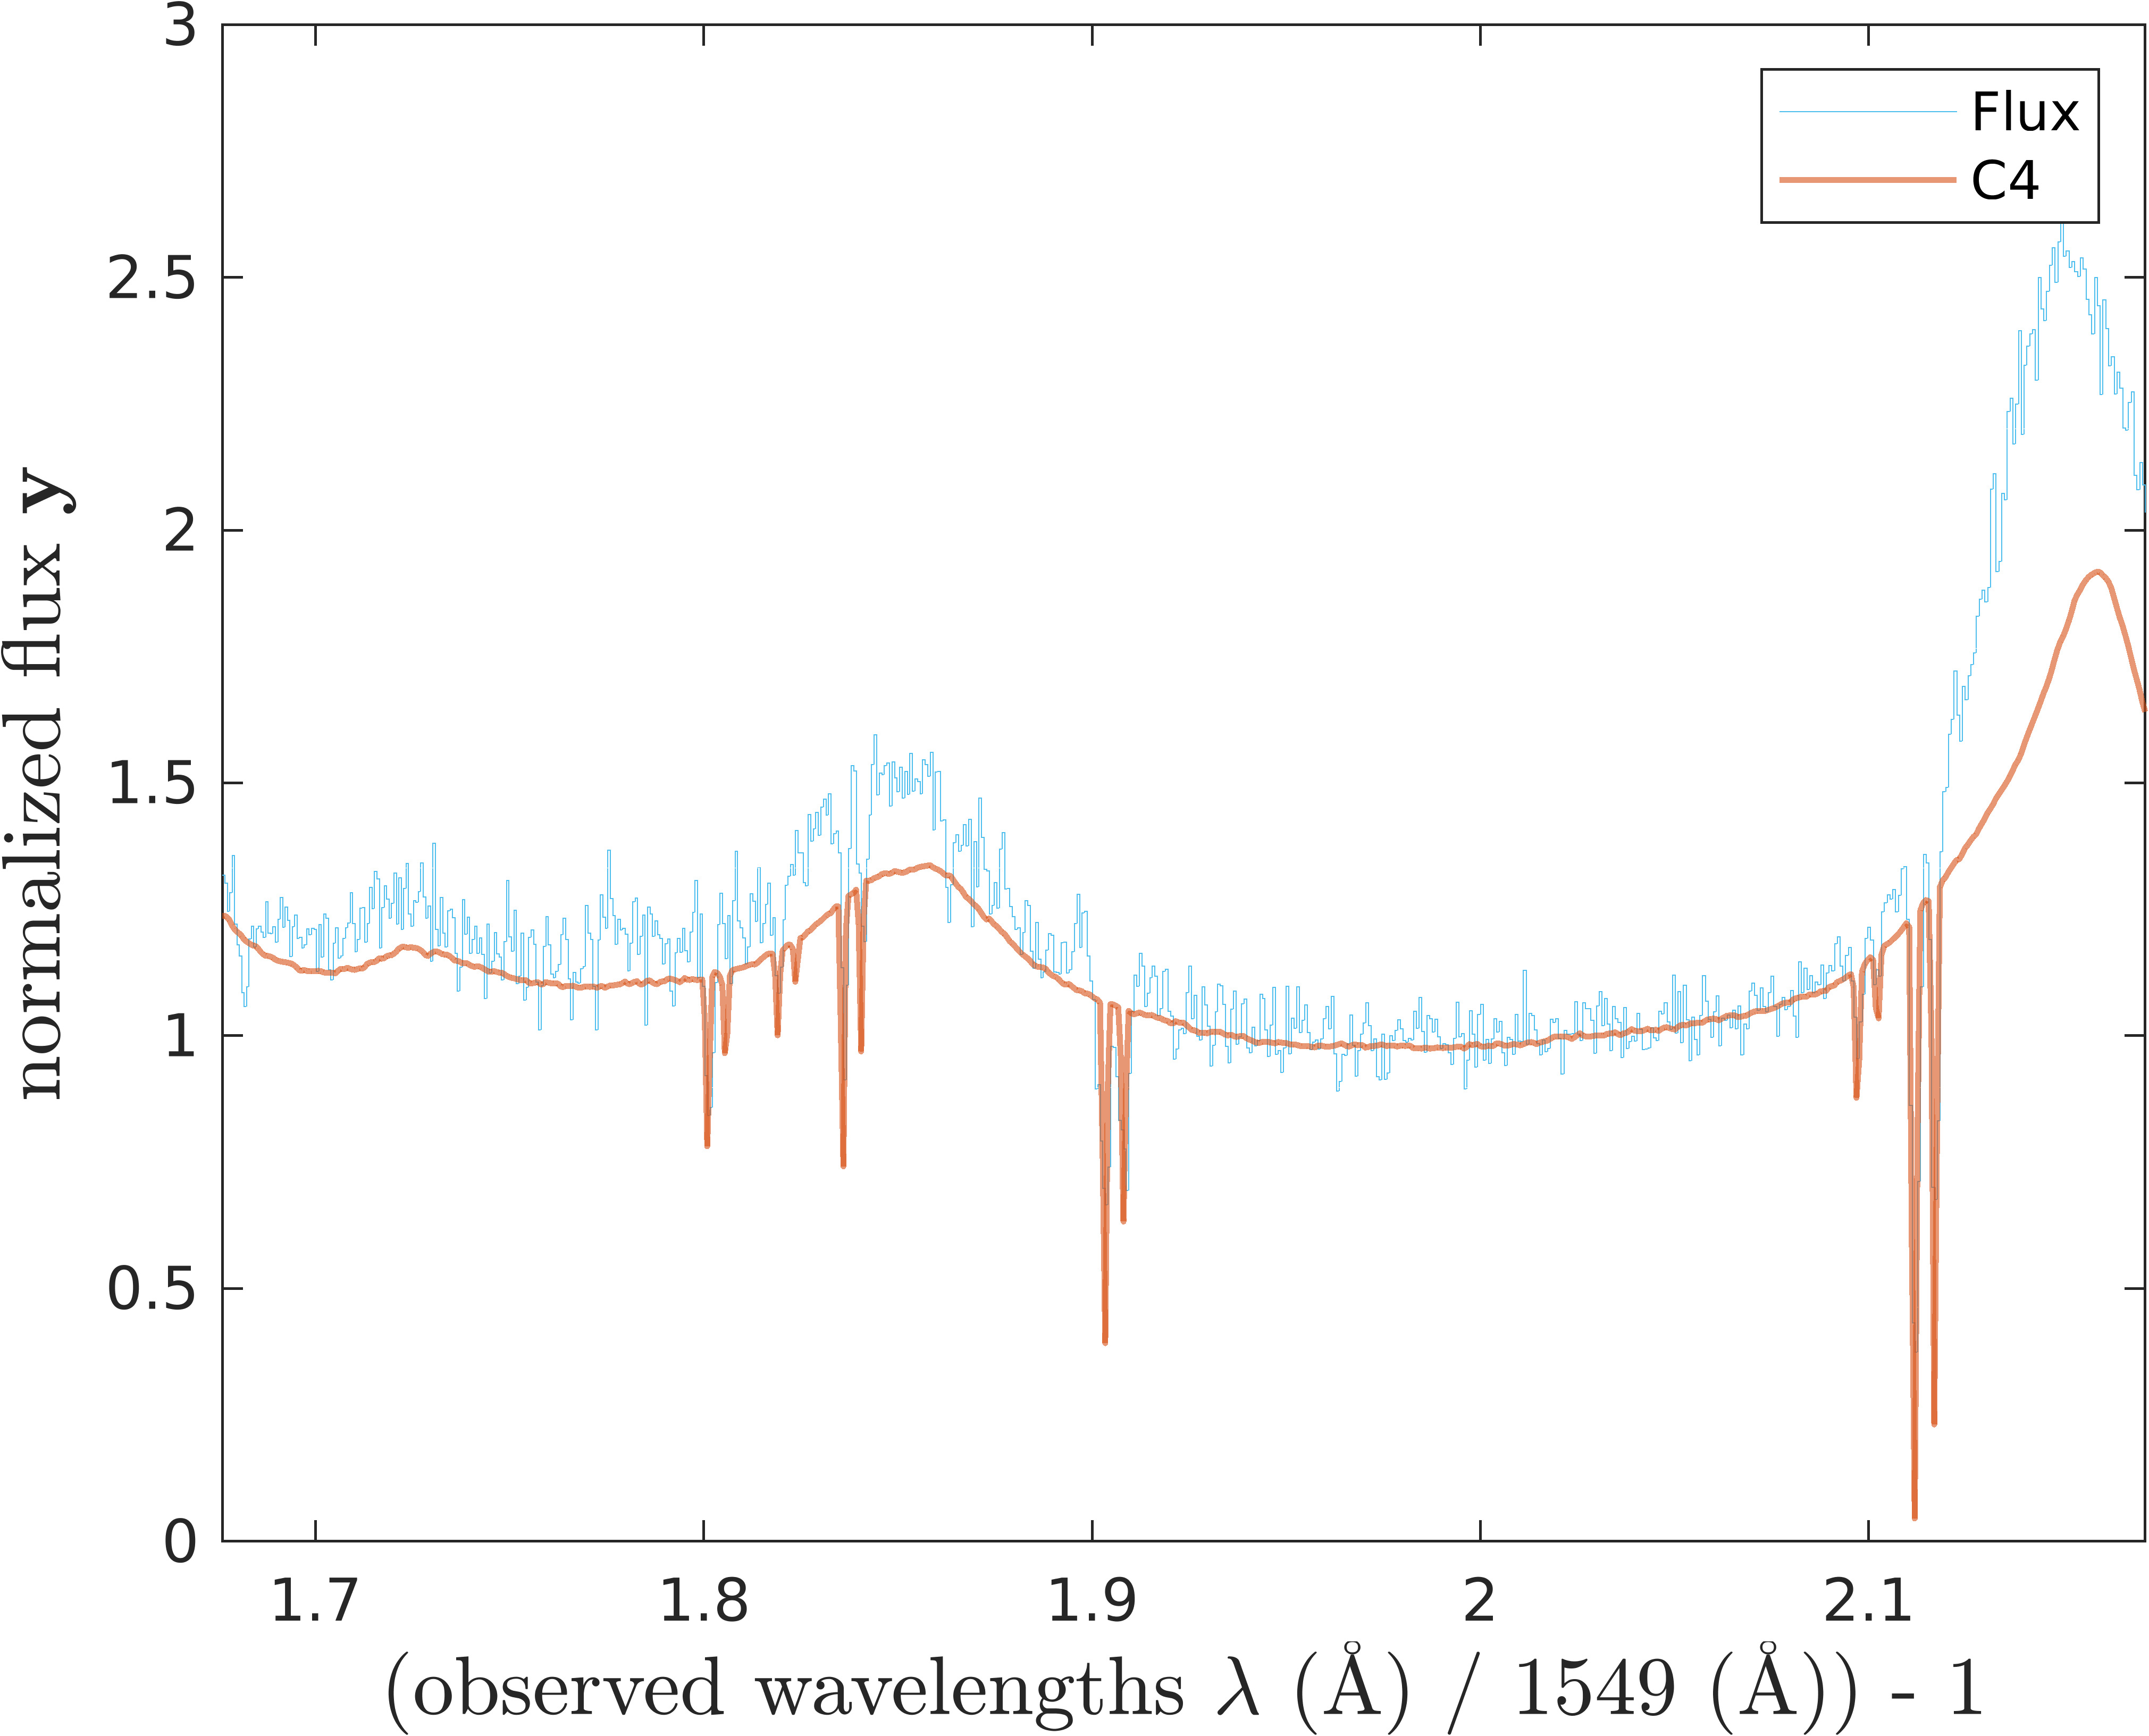 3
2.5
2
1.5
1
0.5
0
normalized flux y
Flux
C4
1.7 1.8 1.9 2 2.1
(observed wavelengths λ (Å) / 1549 (Å)) - 1